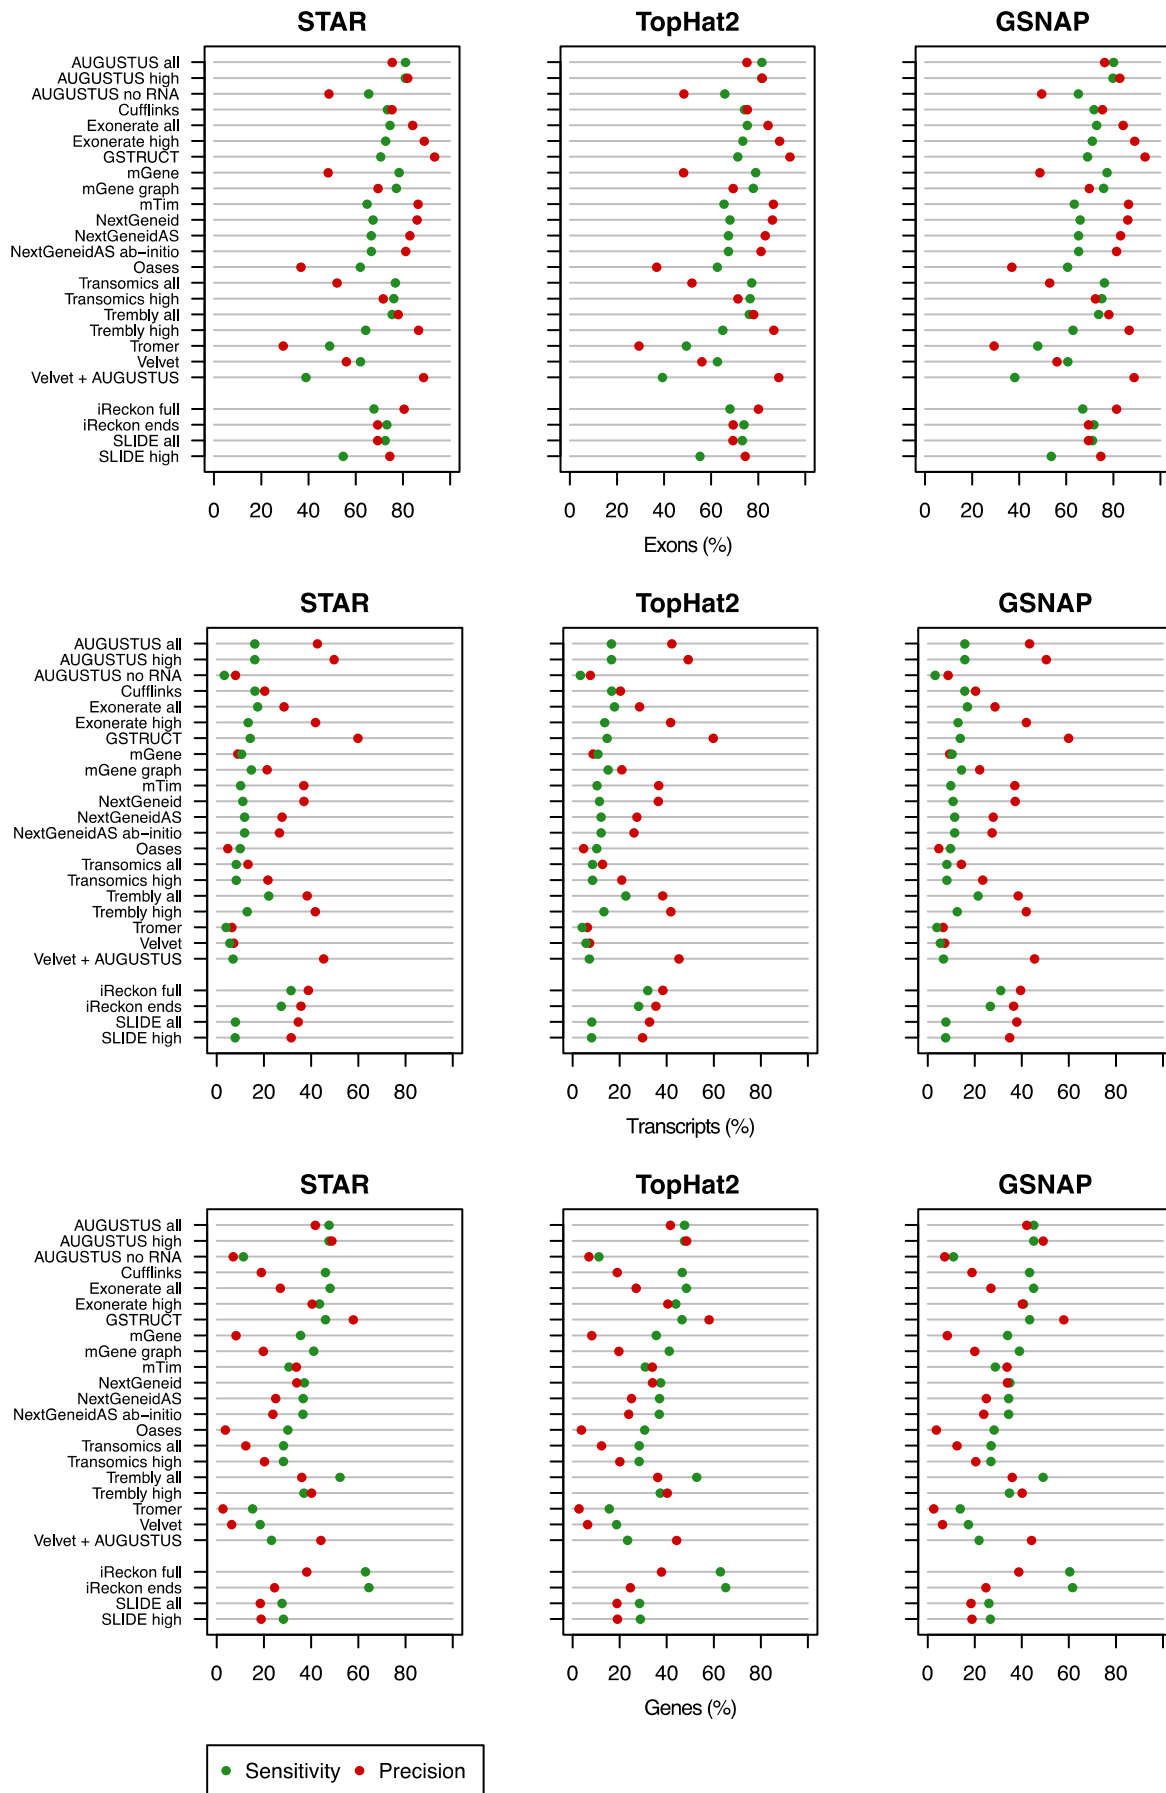 STAR TopHat2 GSNAP
AUGUSTUS all
AUGUSTUS high
AUGUSTUS no RNA
Cufflinks
Exonerate all
Exonerate high
GSTRUCT
mGene
mGene graph
mTim
NextGeneid
NextGeneidAS
NextGeneidAS ab−initio
Oases
Transomics all
Transomics high
Trembly all
Trembly high
Tromer
Velvet
Velvet + AUGUSTUS
iReckon full
iReckon ends
SLIDE all
SLIDE high
0 20 40 60 80 0 20 40 60 80 0 20 40 60 80
Exons (%)
STAR TopHat2 GSNAP
AUGUSTUS all
AUGUSTUS high
AUGUSTUS no RNA
Cufflinks
Exonerate all
Exonerate high
GSTRUCT
mGene
mGene graph
mTim
NextGeneid
NextGeneidAS
NextGeneidAS ab−initio
Oases
Transomics all
Transomics high
Trembly all
Trembly high
Tromer
Velvet
Velvet + AUGUSTUS
iReckon full
iReckon ends
SLIDE all
SLIDE high
0 20 40 60 80 0 20 40 60 80 0 20 40 60 80
Transcripts (%)
STAR TopHat2 GSNAP
AUGUSTUS all
AUGUSTUS high
AUGUSTUS no RNA
Cufflinks
Exonerate all
Exonerate high
GSTRUCT
mGene
mGene graph
mTim
NextGeneid
NextGeneidAS
NextGeneidAS ab−initio
Oases
Transomics all
Transomics high
Trembly all
Trembly high
Tromer
Velvet
Velvet + AUGUSTUS
iReckon full
iReckon ends
SLIDE all
SLIDE high
0 20 40 60 80 0 20 40 60 80 0 20 40 60 80
Genes (%)
Sensitivity Precision